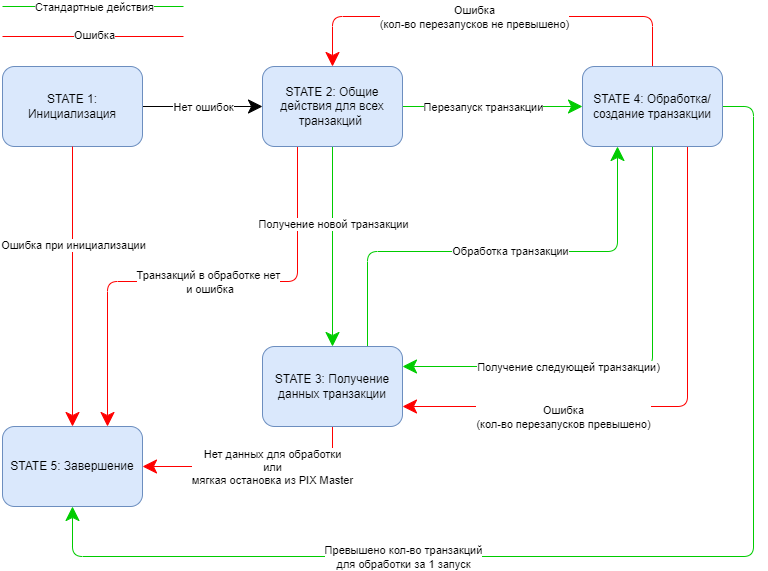 Стандартные действия
Ошибка
Ошибка
(кол-во перезапусков не превышено)
STATE 1:
Инициализация
Нет ошибок
STATE 2: Общие
действия для всех
транзакций
Перезапуск транзакции
STATE 4: Обработка/
создание транзакции
Получение новой транзакции
Ошибка при инициализации
Обработка транзакции
Транзакций в обработке нет
и ошибка
STATE 3: Получение
данных транзакции
Получение следующей транзакции)
Ошибка
(кол-во перезапусков превышено)
STATE 5: Завершение
Нет данных для обработки
или
мягкая остановка из PIX Master
Превышено кол-во транзакций
для обработки за 1 запуск